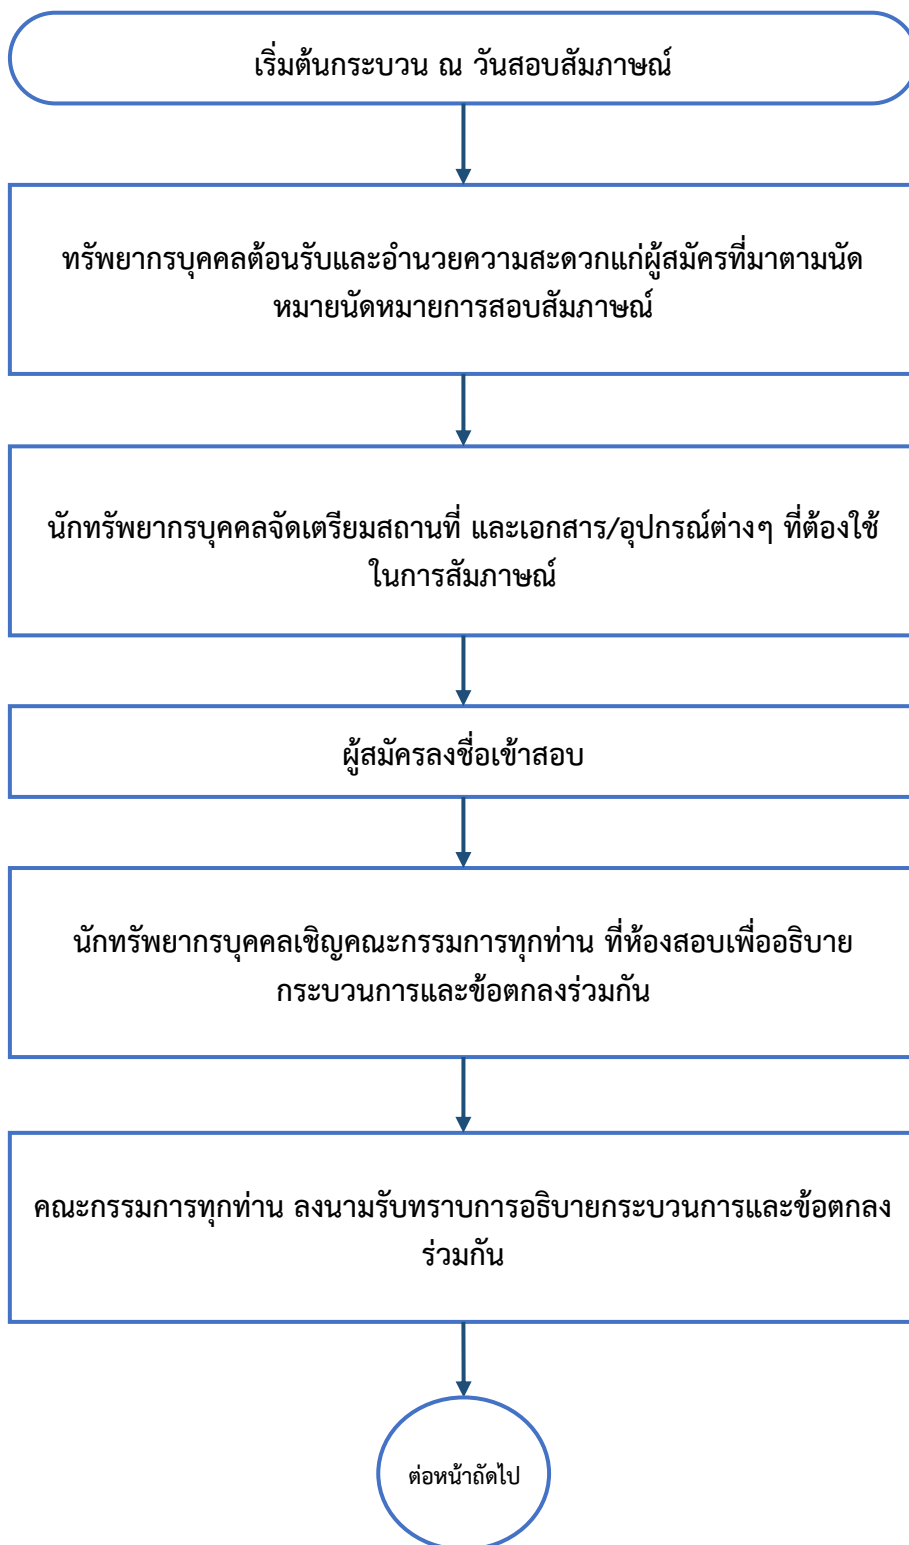 เริ่มต้นกระบวน ณ วันสอบสัมภาษณ์
ทรัพยากรบุคคลต้อนรับและอำนวยความสะดวกแก่ผู้สมัครที่มาตามนัด
หมายนัดหมายการสอบสัมภาษณ์
นักทรัพยากรบุคคลจัดเตรียมสถานที่ และเอกสาร/อุปกรณ์ต่างๆ ที่ต้องใช้
ในการสัมภาษณ์
ผู้สมัครลงชื่อเข้าสอบ
นักทรัพยากรบุคคลเชิญคณะกรรมการทุกท่าน ที่ห้องสอบเพื่ออธิบาย
กระบวนการและข้อตกลงร่วมกัน
คณะกรรมการทุกท่าน ลงนามรับทราบการอธิบายกระบวนการและข้อตกลง
ร่วมกัน
ต่อหน้าถัดไป